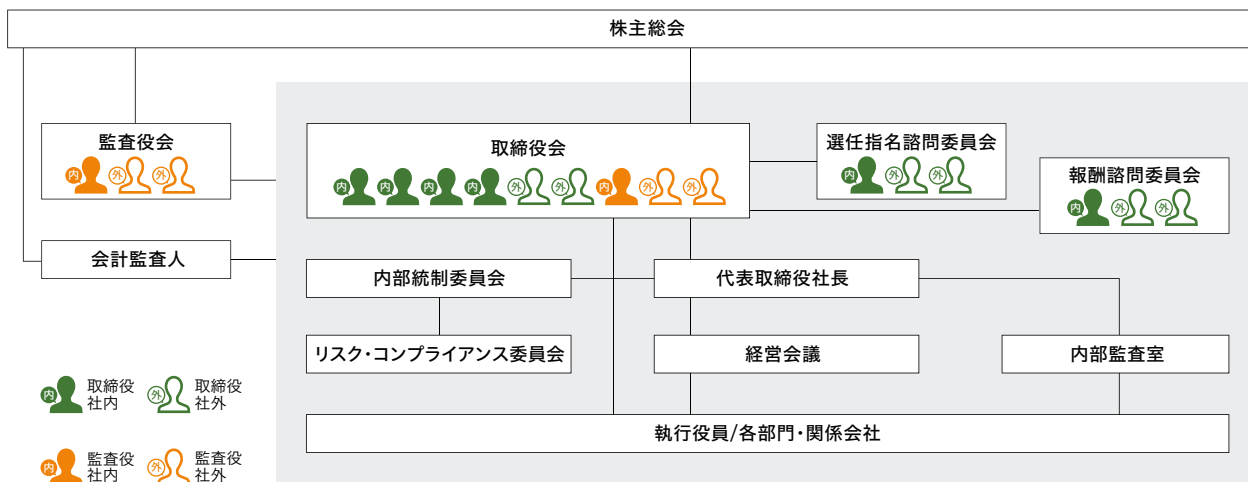 株主総会
監査役会
内 外 外
取締役会
内 内 内 内 外 外 内 外 外
選任指名諮問委員会
内 外 外
報酬諮問委員会
内 外 外
会計監査人
内部統制委員会
代表取締役社長
リスク・コンプライアンス委員会
経営会議
内部監査室
執行役員/各部門・関係会社
内 取締役
社内
外 取締役
社外
内 監査役
社内
外 監査役
社外